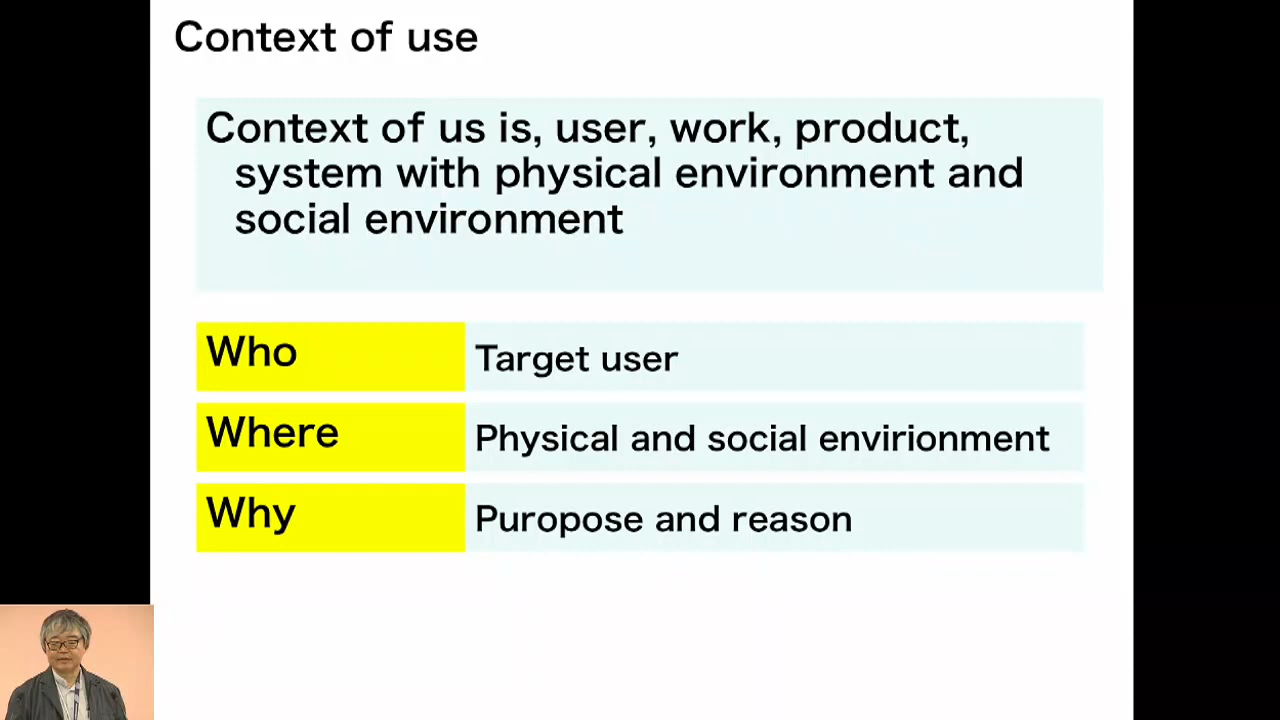 Context of use
Context of us is, user, work, product,
system with physical environment and
social environment
Who
Target user
Where
Physical and social envirionment
Why
Puropose and reason